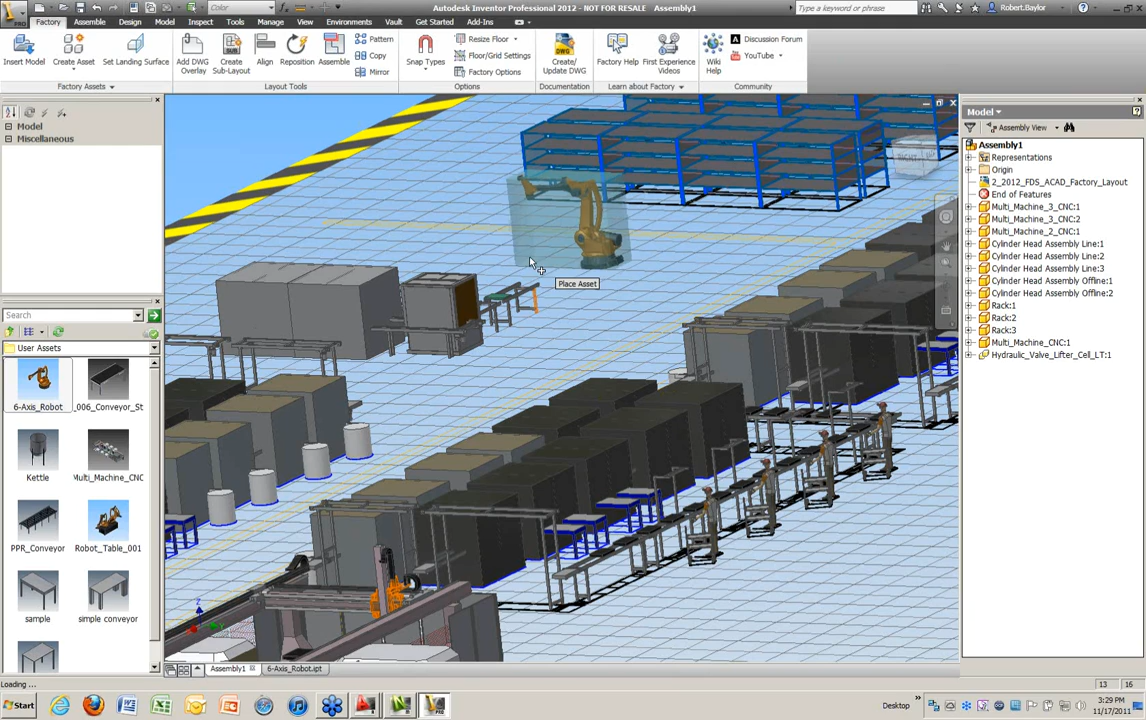 Color
Autodesk Inventor Professional 2012 - NOT FOR RESALE   Assembly1
Type a keyword or phrase
Robert.Baylor
PRO
Factory Assemble Design Model Inspect Tools Manage View Environments Vault Get Started Add-Ins
Insert Model
Create Asset
Set Landing Surface
Factory Assets
Add DWG Overlay
Create Sub-Layout
Align
Reposition
Assemble
Pattern
Copy
Mirror
Layout Tools
Snap Types
Resize Floor
Floor/Grid Settings
Factory Options
Options
DWG
Create/ Update DWG
Documentation
Factory Help
First Experience Videos
Learn about Factory
Wiki Help
Discussion Forum
YouTube
Community
Model
Miscellaneous
Search
User Assets
6-Axis_Robot
_006_Conveyor_St
Kettle
Multi_Machine_CNC
PPR_Conveyor
Robot_Table_001
sample
simple conveyor
Place Asset
RIGHT
Z
Assembly1
6-Axis_Robot.ipt
Model
Assembly View
Assembly1
Representations
Origin
2_2012_FDS_ACAD_Factory_Layout
End of Features
Multi_Machine_3_CNC:1
Multi_Machine_3_CNC:2
Multi_Machine_2_CNC:1
Cylinder Head Assembly Line:1
Cylinder Head Assembly Line:2
Cylinder Head Assembly Line:3
Cylinder Head Assembly Offline:1
Cylinder Head Assembly Offline:2
Rack:1
Rack:2
Rack:3
Multi_Machine_CNC:1
Hydraulic_Valve_Lifter_Cell_LT:1
Loading ...
13 16
Start
Desktop
3:29 PM
11/17/2011